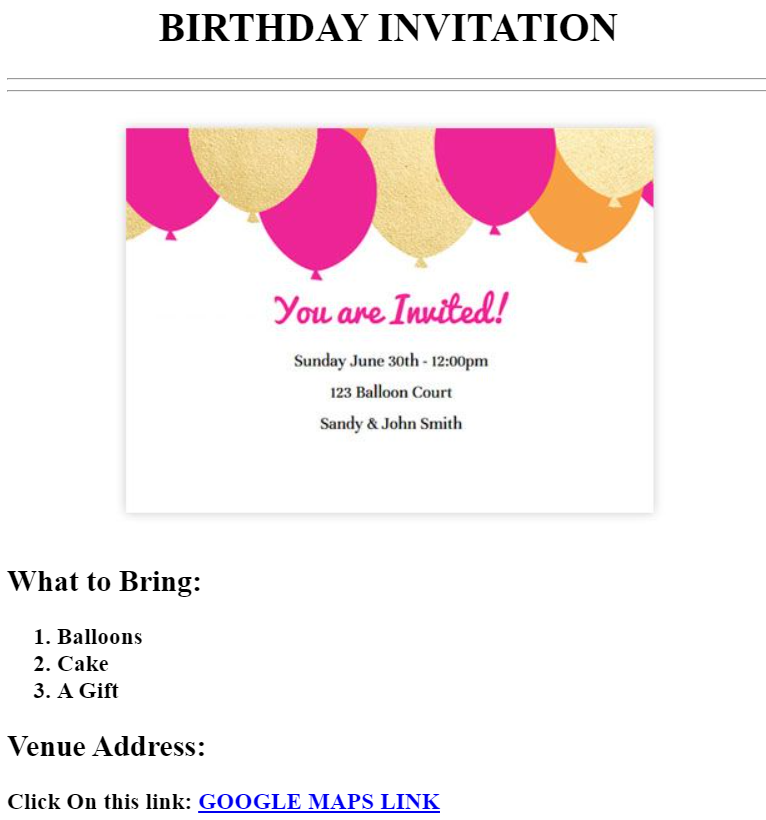 BIRTHDAY INVITATION
You are Invited!
Sunday June 30th - 12:00pm
123 Balloon Court
Sandy & John Smith
What to Bring:
1. Balloons
2. Cake
3. A Gift
Venue Address:
Click On this link: GOOGLE MAPS LINK